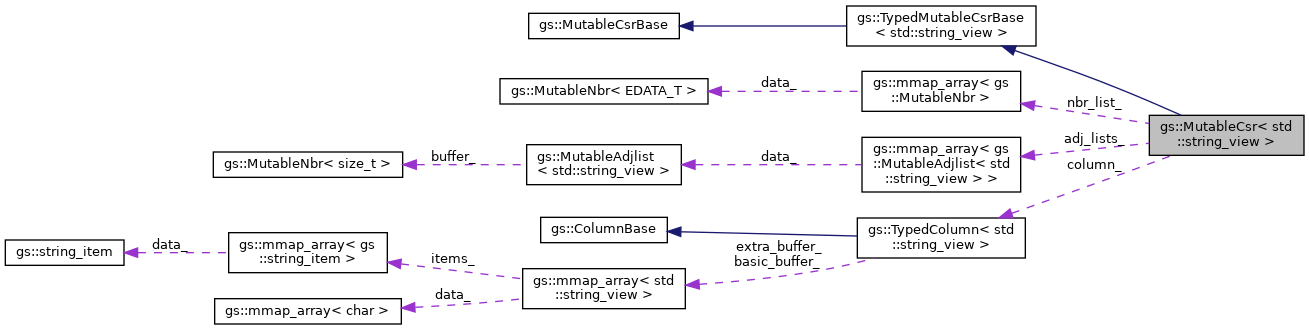 gs::MutableCsrBase
gs::TypedMutableCsrBase
< std::string_view >
gs::MutableNbr< EDATA_T >
data_
gs::mmap_array< gs
::MutableNbr >
nbr_list_
gs::MutableCsr< std
::string_view >
gs::MutableNbr< size_t >
buffer_
gs::MutableAdjlist
< std::string_view >
data_
gs::mmap_array< gs
::MutableAdjlist< std
::string_view > >
adj_lists_
column_
gs::ColumnBase
gs::TypedColumn< std
::string_view >
gs::string_item
data_
gs::mmap_array< gs
::string_item >
items_
extra_buffer_
basic_buffer_
gs::mmap_array< std
::string_view >
data_
gs::mmap_array< char >